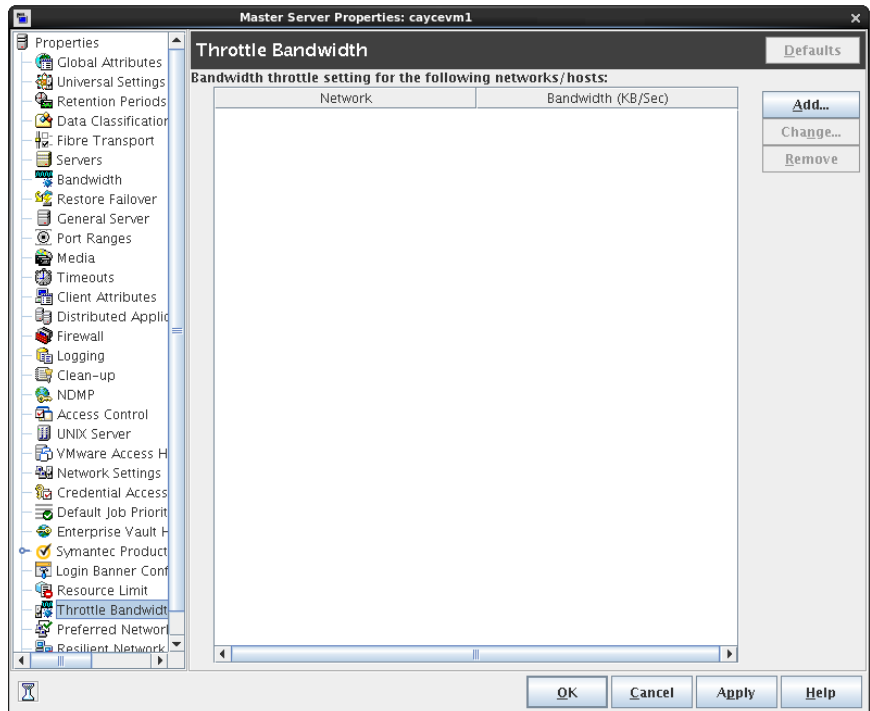 Master Server Properties: caycevm1
Properties
Global Attributes
Universal Settings
Retention Periods
Data Classification
Fibre Transport
Servers
Bandwidth
Restore Failover
General Server
Port Ranges
Media
Timeouts
Client Attributes
Distributed Applic
Firewall
Logging
Clean-up
NDMP
Access Control
UNIX Server
VMware Access H
Network Settings
Credential Access
Default Job Priorit
Enterprise Vault H
Symantec Product
Login Banner Conf
Resource Limit
Throttle Bandwidt
Preferred Networ
Resilient Network
Throttle Bandwidth
Defaults
Bandwidth throttle setting for the following networks/hosts:
Network Bandwidth (KB/Sec)
Add...
Change...
Remove
OK Cancel Apply Help